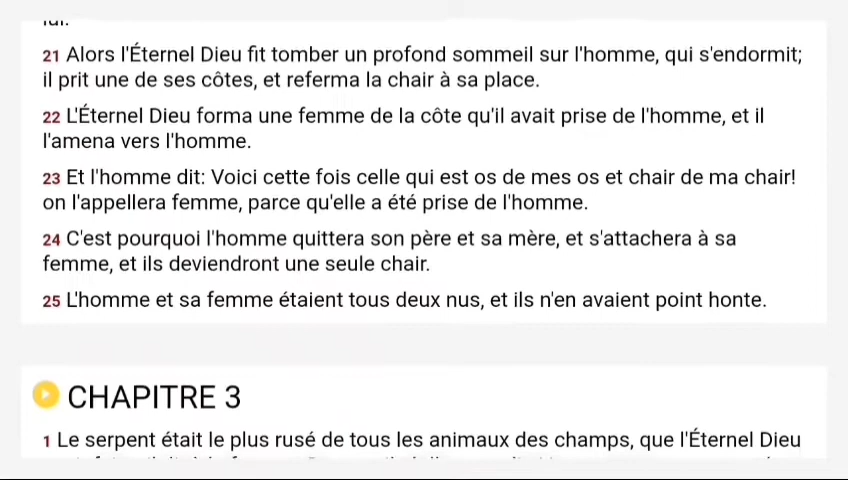 21 Alors l'Éternel Dieu fit tomber un profond sommeil sur l'homme, qui s'endormit;
il prit une de ses côtes, et referma la chair à sa place.
22 L'Éternel Dieu forma une femme de la côte qu'il avait prise de l'homme, et il
l'amena vers l'homme.
23 Et l'homme dit: Voici cette fois celle qui est os de mes os et chair de ma chair!
on l'appellera femme, parce qu'elle a été prise de l'homme.
24 C'est pourquoi l'homme quittera son père et sa mère, et s'attachera à sa
femme, et ils deviendront une seule chair.
25 L'homme et sa femme étaient tous deux nus, et ils n'en avaient point honte.
CHAPITRE 3
1 Le serpent était le plus rusé de tous les animaux des champs, que l'Éternel Dieu